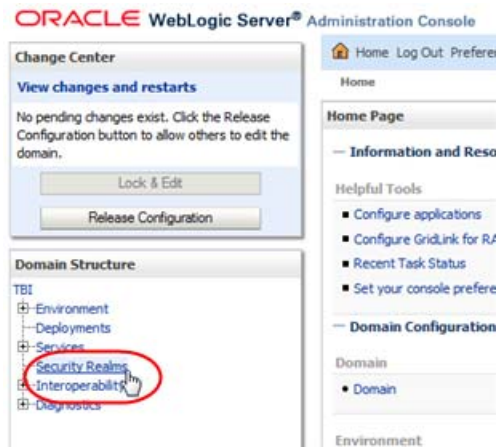 ORACLE WebLogic Server® Administration Console
Change Center
View changes and restarts
No pending changes exist. Click the Release
Configuration button to allow others to edit the
domain.
Lock & Edit
Release Configuration
Domain Structure
TBI
Environment
Deployments
Services
Security Realms
Interoperability
Diagnostics
Home Log Out Prefere
Home
Home Page
Information and Reso
Helpful Tools
Configure applications
Configure GridLink for RA
Recent Task Status
Set your console prefere
Domain Configuration
Domain
Domain
Environment